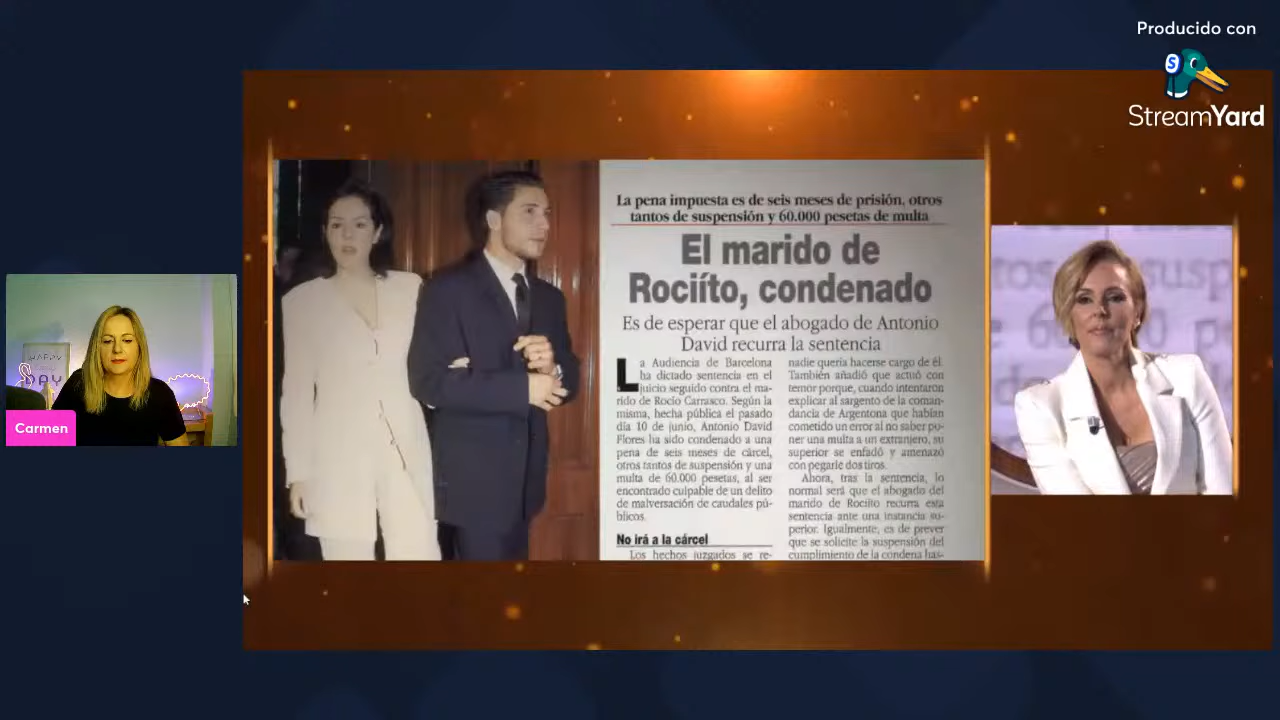 Producido con
StreamYard
La pena impuesta es de seis meses de prisión, otros
tantos de suspensión y 60.000 pesetas de multa
El marido de
Rociíto, condenado
Es de esperar que el abogado de Antonio
David recurra la sentencia
La Audiencia de Barcelona
ha dictado sentencia en el
juicio seguido contra el ma-
rido de Rocío Carrasco. Según la
misma, hecha pública el pasado
día 10 de junio, Antonio David
Flores ha sido condenado a una
pena de seis meses de cárcel,
otros tantos de suspensión y una
multa de 60.000 pesetas, al ser
encontrado culpable de un delito
de malversación de caudales pú-
blicos.
No irá a la cárcel
Los hechos juzgados se re-
nadie quería hacerse cargo de él.
También añadió que actuó con
temor porque, cuando intentaron
explicar al sargento de la coman-
dancia de Argentona que habían
cometido un error al no saber po-
ner una multa a un extranjero, su
superior se enfadó y amenazó
con pegarle dos tiros.
Ahora, tras la sentencia, lo
normal será que el abogado del
marido de Rociíto recurra esta
sentencia ante una instancia su-
perior. Igualmente, es de prever
que se solicite la suspensión del
cumplimiento de la condena has-
Carmen
HAPPY
DAY